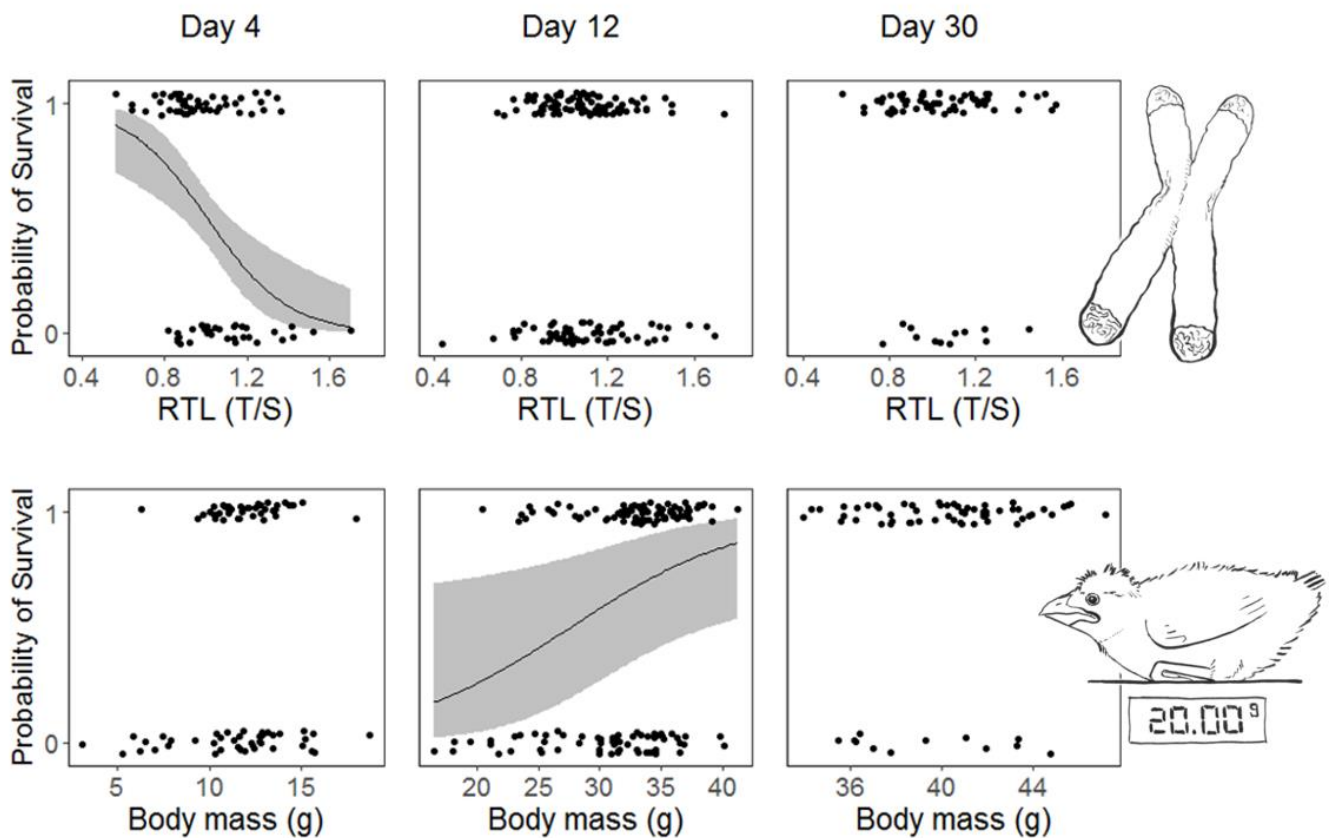 Day 4 Day 12 Day 30
Probability of Survival
1
0
0.4 0.8 1.2 1.6 0.4 0.8 1.2 1.6 0.4 0.8 1.2 1.6
RTL (T/S) RTL (T/S) RTL (T/S)
Probability of Survival
1
0
20.00 g
5 10 15 20 25 30 35 40 36 40 44
Body mass (g) Body mass (g) Body mass (g)